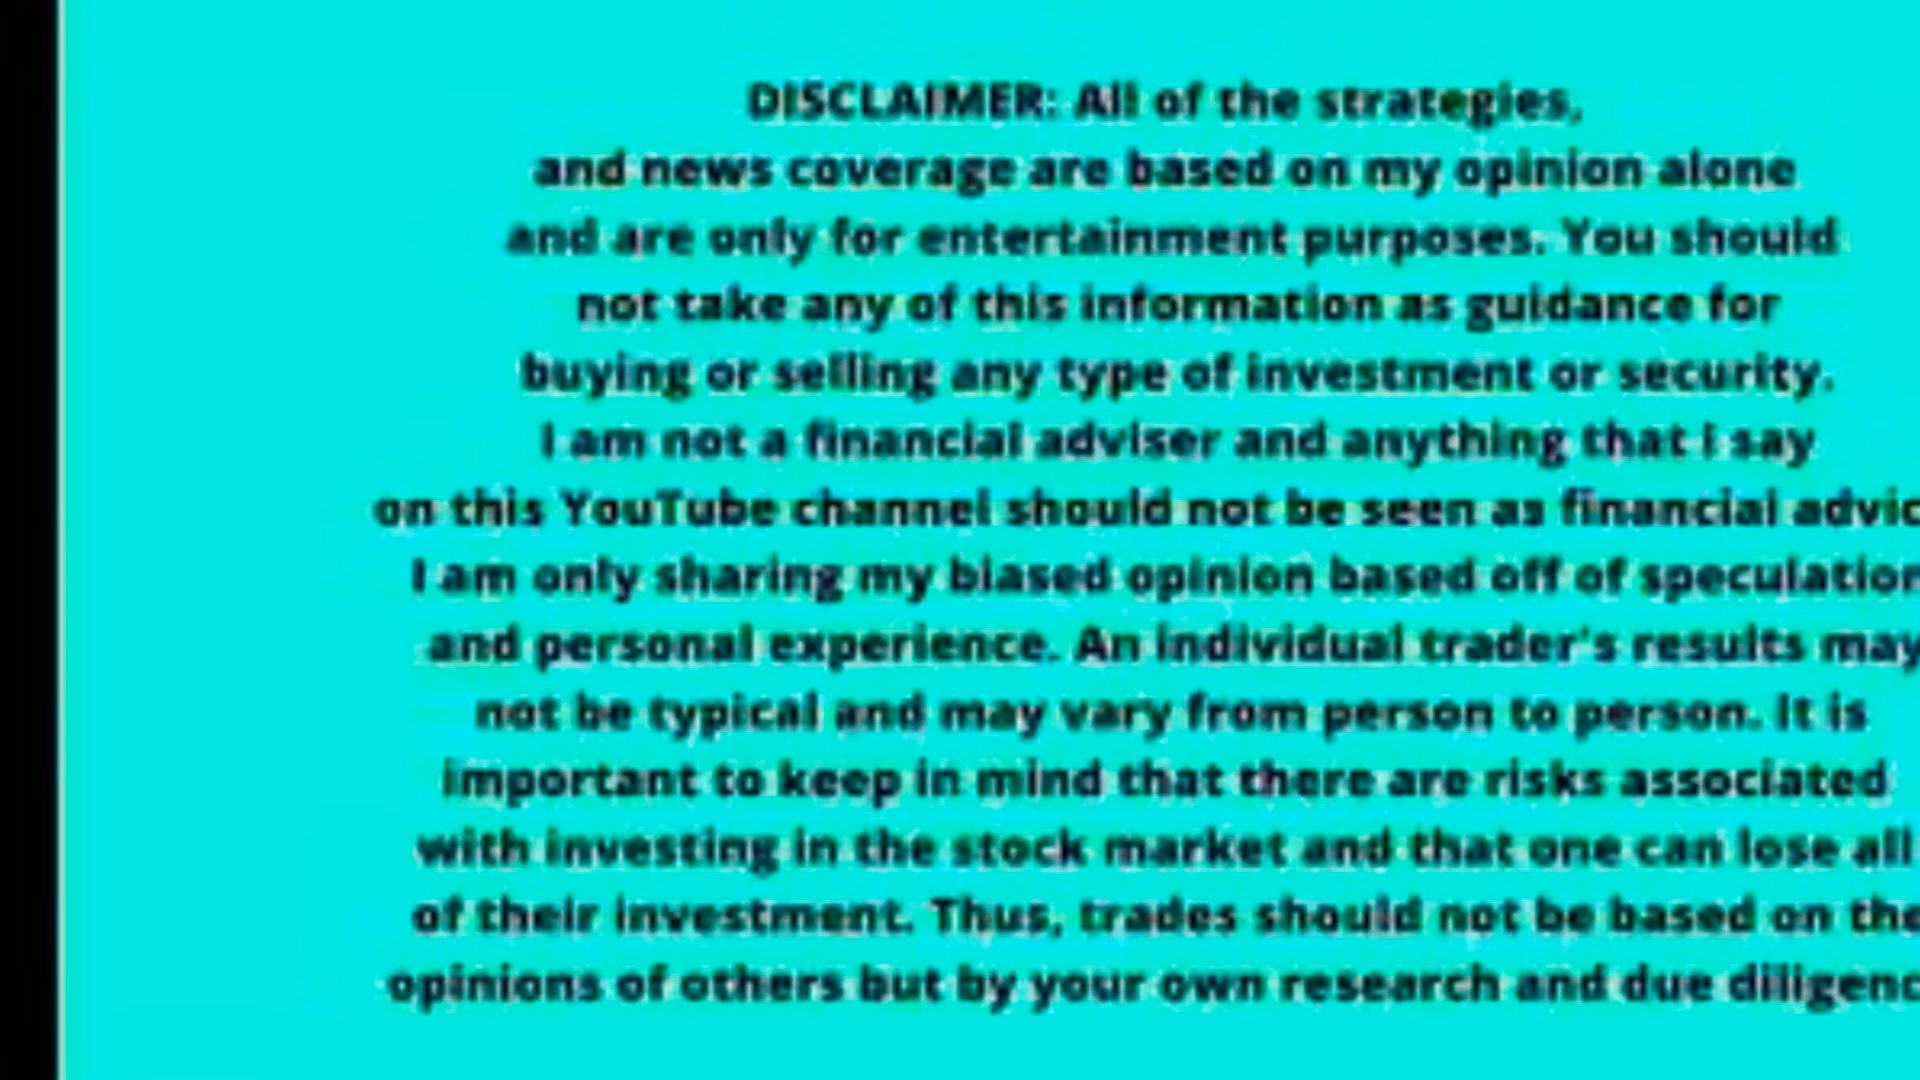 DISCLAIMER: All of the strategies,
and news coverage are based on my opinion alone
and are only for entertainment purposes. You should
not take any of this information as guidance for
buying or selling any type of investment or security.
I am not a financial adviser and anything that I say
on this YouTube channel should not be seen as financial advic
I am only sharing my biased opinion based off of speculation
and personal experience. An individual trader's results may
not be typical and may vary from person to person. It is
important to keep in mind that there are risks associated
with investing in the stock market and that one can lose all
of their investment. Thus, trades should not be based on the
opinions of others but by your own research and due diligenc